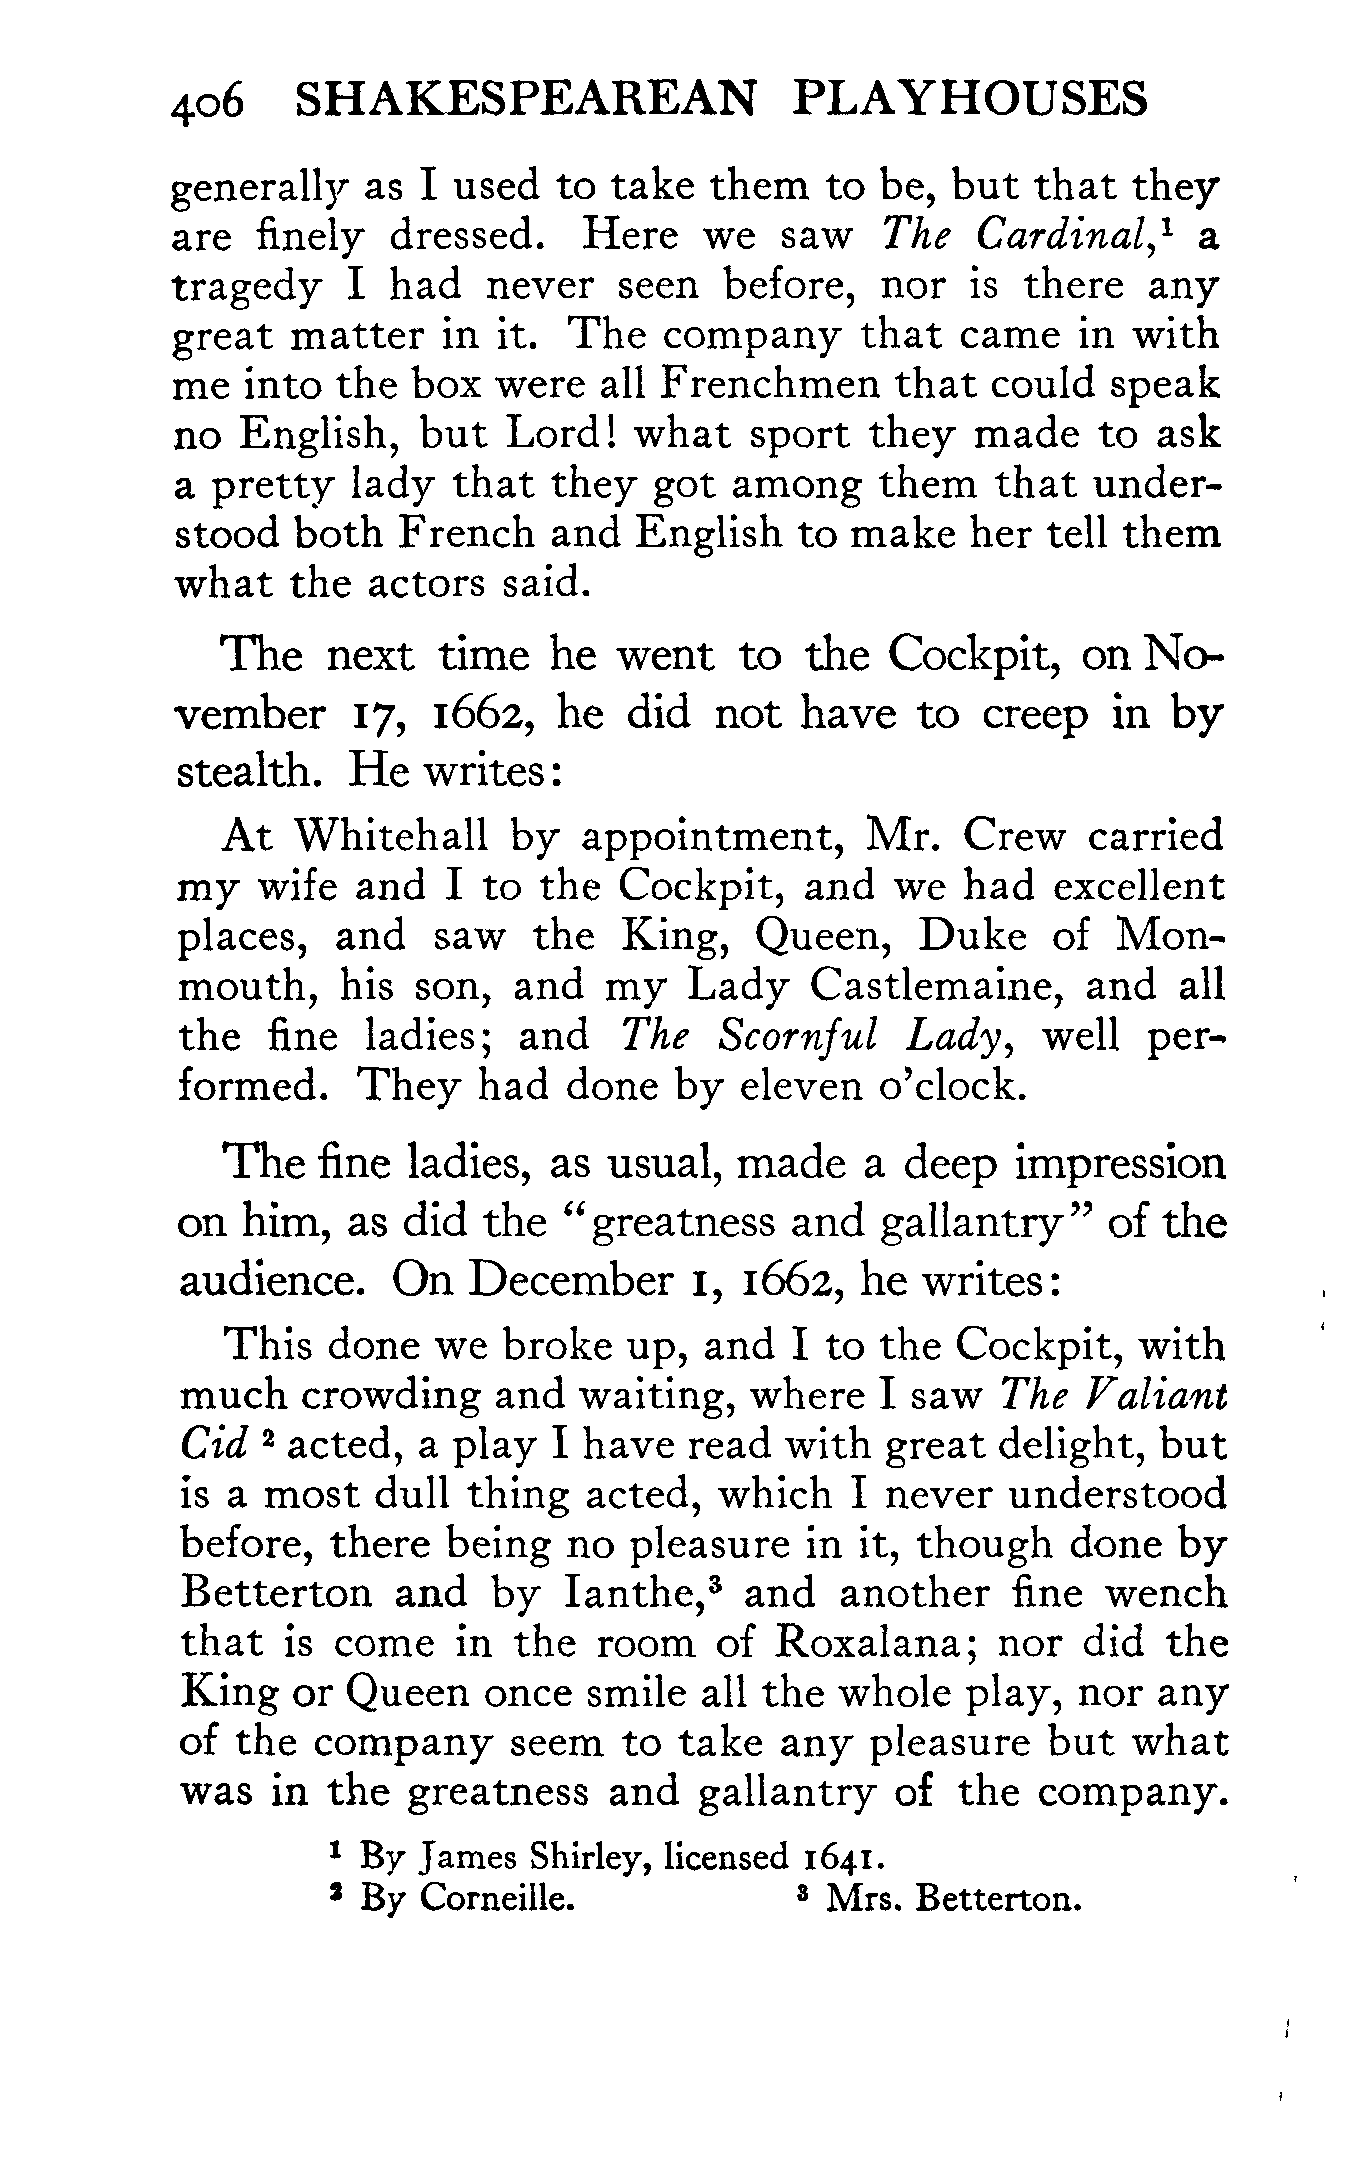 406 SHAKESPEAREAN PLAYHOUSES
generally as I used to take them to be, but that they
are finely dressed. Here we saw The Cardinal,¹ a
tragedy I had never seen before, nor is there any
great matter in it. The company that came in with
me into the box were all Frenchmen that could speak
no English, but Lord! what sport they made to ask
a pretty lady that they got among them that under-
stood both French and English to make her tell them
what the actors said.
The next time he went to the Cockpit, on No-
vember 17, 1662, he did not have to creep in by
stealth. He writes:
At Whitehall by appointment, Mr. Crew carried
my wife and I to the Cockpit, and we had excellent
places, and saw the King, Queen, Duke of Mon-
mouth, his son, and my Lady Castlemaine, and all
the fine ladies; and The Scornful Lady, well per-
formed. They had done by eleven o'clock.
The fine ladies, as usual, made a deep impression
on him, as did the "greatness and gallantry" of the
audience. On December 1, 1662, he writes:
This done we broke up, and I to the Cockpit, with
much crowding and waiting, where I saw The Valiant
Cid ² acted, a play I have read with great delight, but
is a most dull thing acted, which I never understood
before, there being no pleasure in it, though done by
Betterton and by Ianthe,³ and another fine wench
that is come in the room of Roxalana; nor did the
King or Queen once smile all the whole play, nor any
of the company seem to take any pleasure but what
was in the greatness and gallantry of the company.
¹ By James Shirley, licensed 1641.
² By Corneille. ³ Mrs. Betterton.